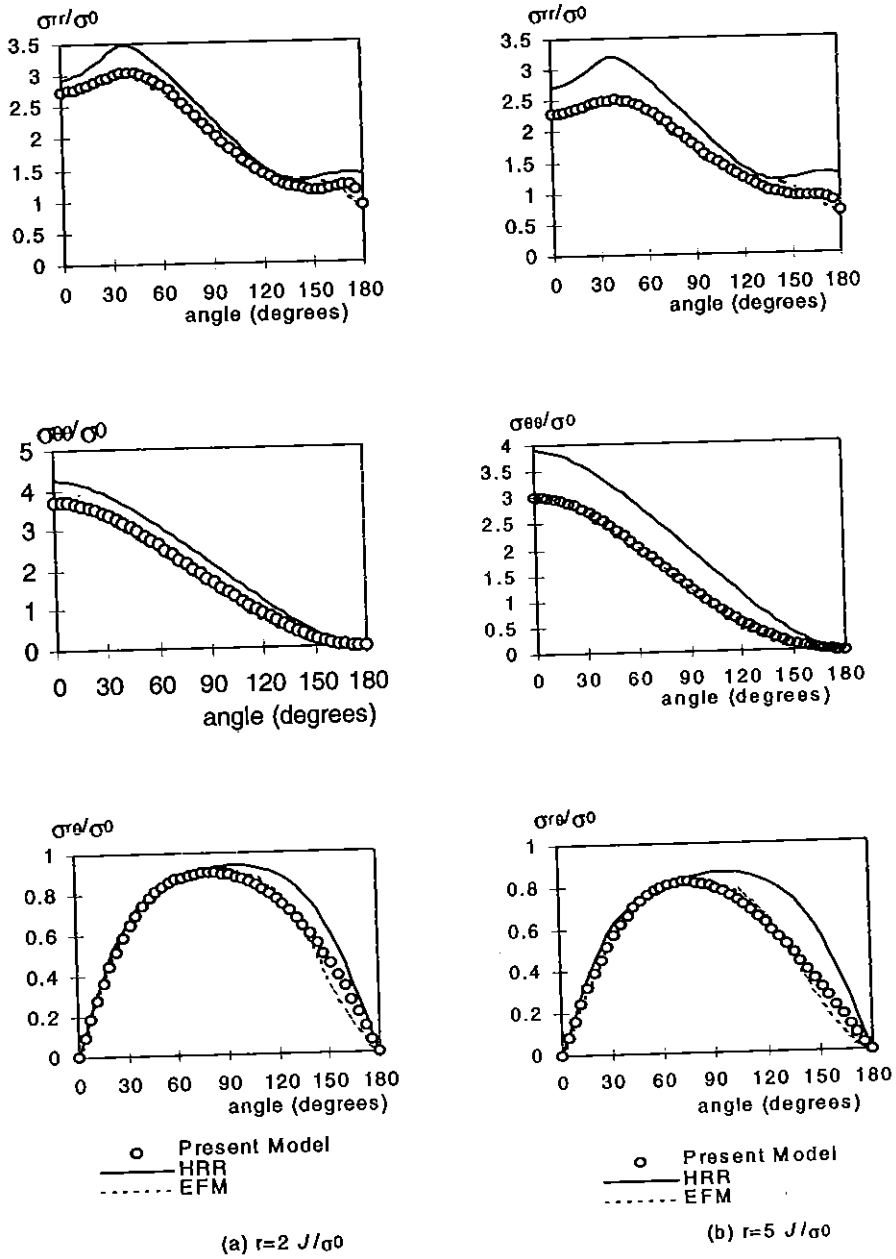 σrr/σ0
3.5
3
2.5
2
1.5
1
0.5
0
0 30 60 90 120 150 180
angle (degrees)
σrr/σ0
3.5
3
2.5
2
1.5
1
0.5
0
0 30 60 90 120 150 180
angle (degrees)
σθθ/σ0
5
4
3
2
1
0
0 30 60 90 120 150 180
angle (degrees)
σθθ/σ0
4
3.5
3
2.5
2
1.5
1
0.5
0
0 30 60 90 120 150 180
angle (degrees)
σrθ/σ0
1
0.8
0.6
0.4
0.2
0
0 30 60 90 120 150 180
angle (degrees)
σrθ/σ0
1
0.8
0.6
0.4
0.2
0
0 30 60 90 120 150 180
angle (degrees)
Present Model
HRR
EFM
(a) r=2 J/σ0
Present Model
HRR
EFM
(b) r=5 J/σ0